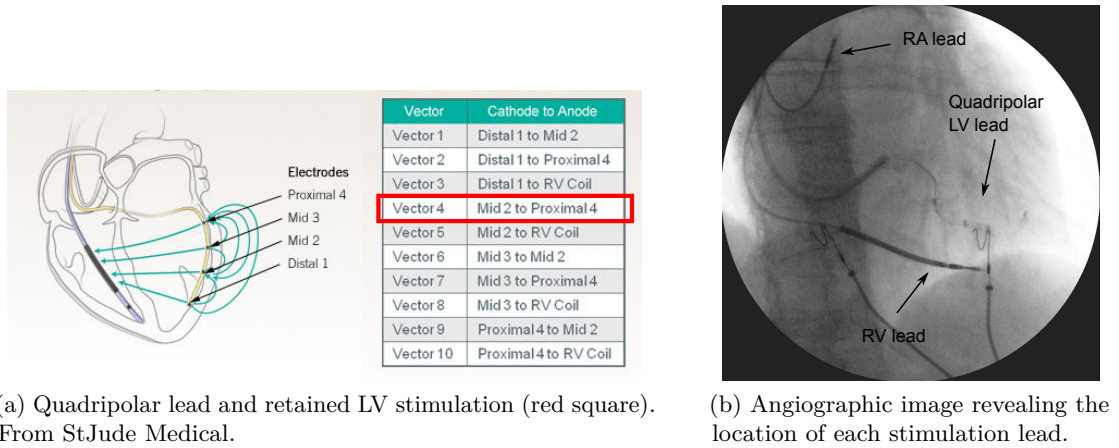 Electrodes
Proximal 4
Mid 3
Mid 2
Distal 1
Vector Cathode to Anode
Vector 1 Distal 1 to Mid 2
Vector 2 Distal 1 to Proximal 4
Vector 3 Distal 1 to RV Coil
Vector 4 Mid 2 to Proximal 4
Vector 5 Mid 2 to RV Coil
Vector 6 Mid 3 to Mid 2
Vector 7 Mid 3 to Proximal 4
Vector 8 Mid 3 to RV Coil
Vector 9 Proximal 4 to Mid 2
Vector 10 Proximal 4 to RV Coil
(a) Quadripolar lead and retained LV stimulation (red square).
From StJude Medical.
RA lead
Quadripolar
LV lead
RV lead
(b) Angiographic image revealing the
location of each stimulation lead.